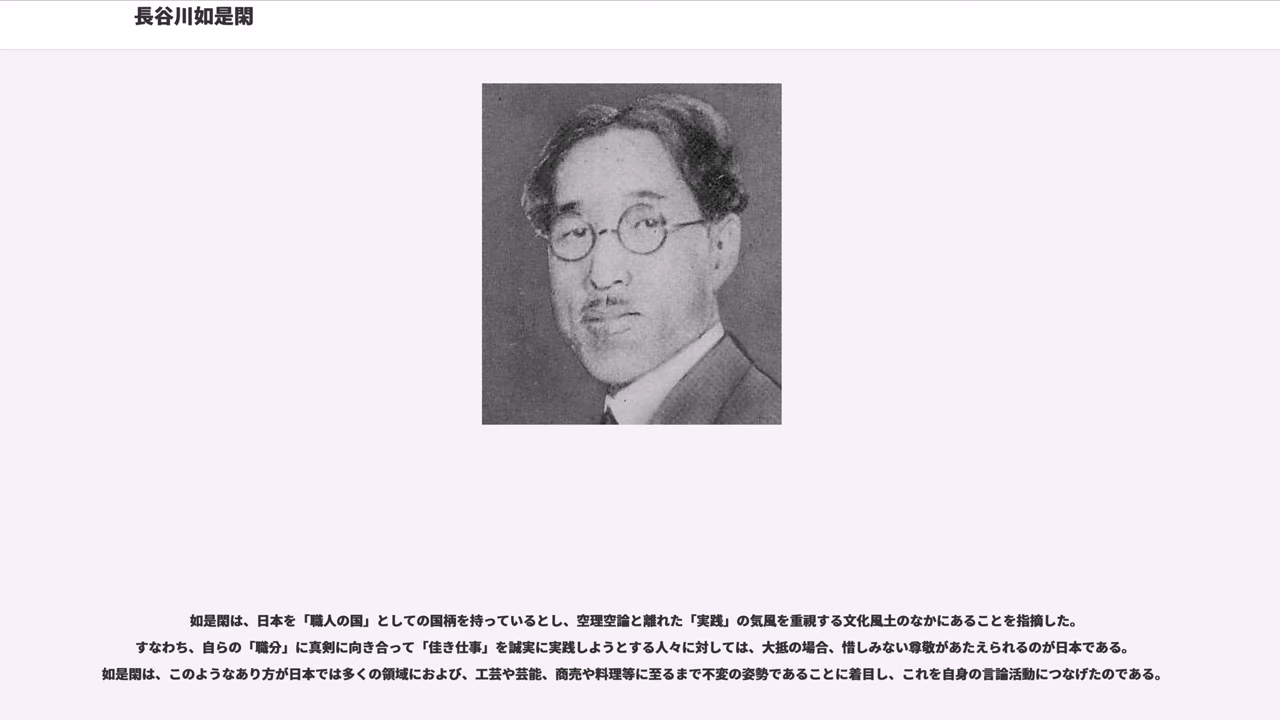 長谷川如是閑
如是閑は、日本を「職人の国」としての国柄を持っているとし、空理空論と離れた「実践」の気風を重視する文化風土のなかにあることを指摘した。
すなわち、自らの「職分」に真剣に向き合って「佳き仕事」を誠実に実践しようとする人々に対しては、大抵の場合、惜しみない尊敬があたえられるのが日本である。
如是閑は、このようなあり方が日本では多くの領域におよび、工芸や芸能、商売や料理等に至るまで不変の姿勢であることに着目し、これを自身の言論活動につなげたのである。